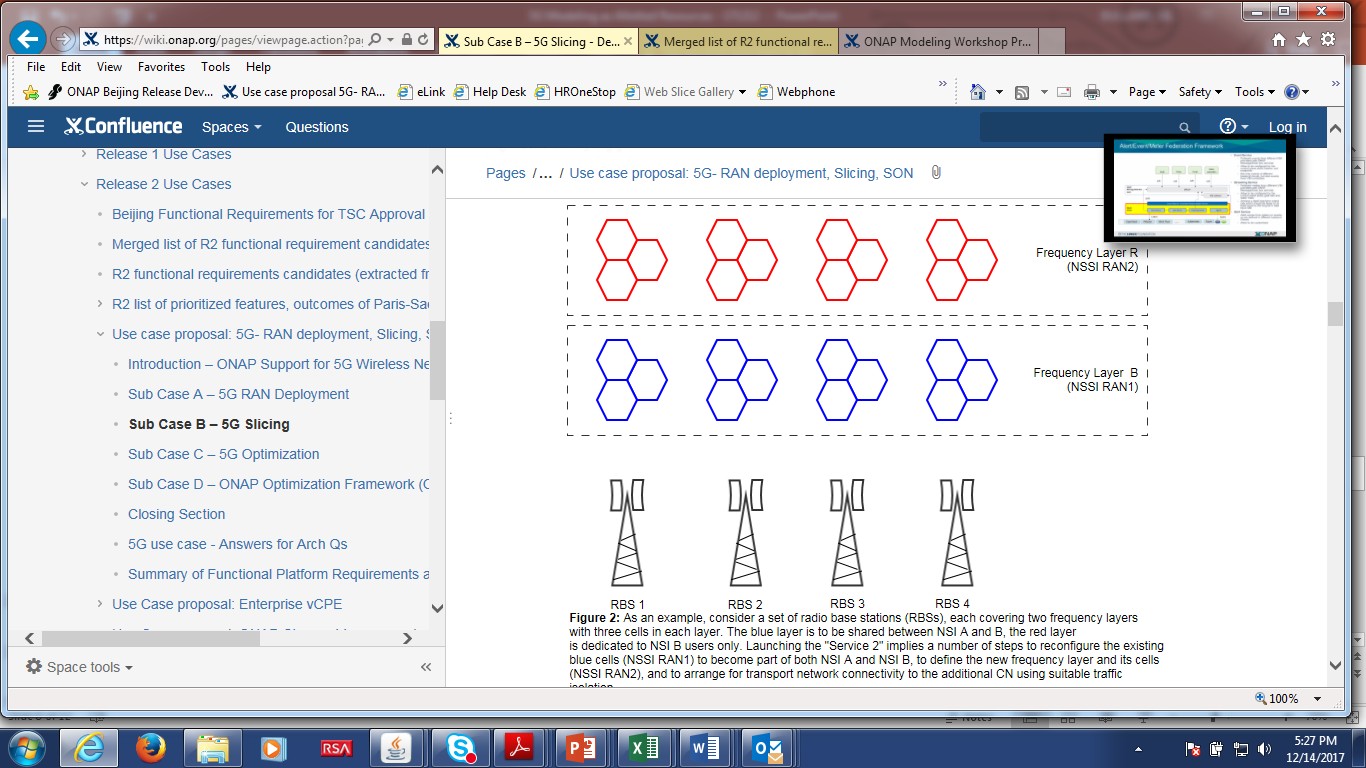 https://wiki.onap.org/pages/viewpage.action?pa
Sub Case B – 5G Slicing - De...
Merged list of R2 functional re...
ONAP Modeling Workshop Pr...
File Edit View Favorites Tools Help
ONAP Beijing Release Dev...
Use case proposal 5G- RA...
eLink
Help Desk
HROneStop
Web Slice Gallery
Webphone
Page Safety Tools
Confluence Spaces Questions Log in
Release 1 Use Cases
Release 2 Use Cases
Beijing Functional Requirements for TSC Approval
Merged list of R2 functional requirement candidates
R2 functional requirements candidates (extracted fr
R2 list of prioritized features, outcomes of Paris-Sac
Use case proposal: 5G- RAN deployment, Slicing, S
Introduction – ONAP Support for 5G Wireless Ne
Sub Case A – 5G RAN Deployment
Sub Case B – 5G Slicing
Sub Case C – 5G Optimization
Sub Case D – ONAP Optimization Framework (O
Closing Section
5G use case - Answers for Arch Qs
Summary of Functional Platform Requirements a
Use Case proposal: Enterprise vCPE
Space tools
Pages /... / Use case proposal: 5G- RAN deployment, Slicing, SON
Alert/Event/Meter Federation Framework
ONAP
Frequency Layer R
(NSSI RAN2)
Frequency Layer B
(NSSI RAN1)
RBS 1 RBS 2 RBS 3 RBS 4
Figure 2: As an example, consider a set of radio base stations (RBSs), each covering two frequency layers
with three cells in each layer. The blue layer is to be shared between NSI A and B, the red layer
is dedicated to NSI B users only. Launching the "Service 2" implies a number of steps to reconfigure the existing
blue cells (NSSI RAN1) to become part of both NSI A and NSI B, to define the new frequency layer and its cells
(NSSI RAN2), and to arrange for transport network connectivity to the additional CN using suitable traffic
isolation
100%
RSA
5:27 PM
12/14/2017